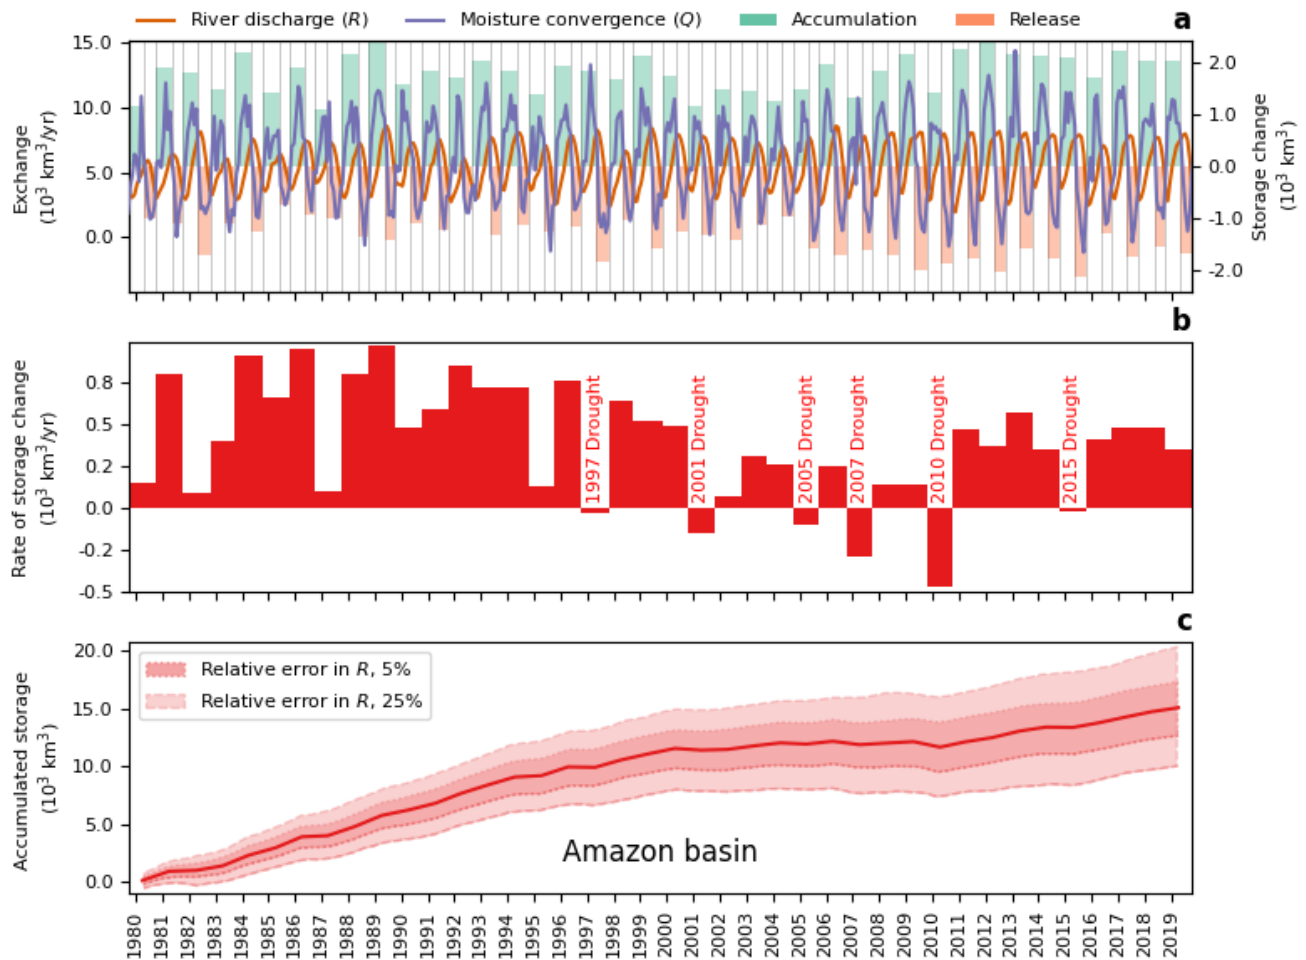 River discharge (R)
Moisture convergence (Q)
Accumulation
Release
a
15.0
10.0
5.0
0.0
Exchange
(10³ km³/yr)
2.0
1.0
0.0
-1.0
-2.0
Storage change
(10³ km³)
b
0.8
0.5
0.2
0.0
-0.2
-0.5
Rate of storage change
(10³ km³/yr)
1997 Drought
2001 Drought
2005 Drought
2007 Drought
2010 Drought
2015 Drought
c
20.0
15.0
10.0
5.0
0.0
Accumulated storage
(10³ km³)
Relative error in R, 5%
Relative error in R, 25%
Amazon basin
1980
1981
1982
1983
1984
1985
1986
1987
1988
1989
1990
1991
1992
1993
1994
1995
1996
1997
1998
1999
2000
2001
2002
2003
2004
2005
2006
2007
2008
2009
2010
2011
2012
2013
2014
2015
2016
2017
2018
2019